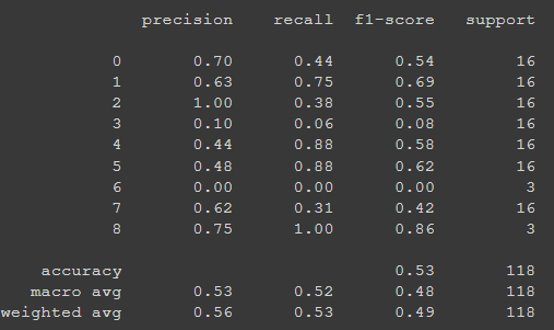 precision recall f1-score support
0 0.70 0.44 0.54 16
1 0.63 0.75 0.69 16
2 1.00 0.38 0.55 16
3 0.10 0.06 0.08 16
4 0.44 0.88 0.58 16
5 0.48 0.88 0.62 16
6 0.00 0.00 0.00 3
7 0.62 0.31 0.42 16
8 0.75 1.00 0.86 3
accuracy 0.53 118
macro avg 0.53 0.52 0.48 118
weighted avg 0.56 0.53 0.49 118